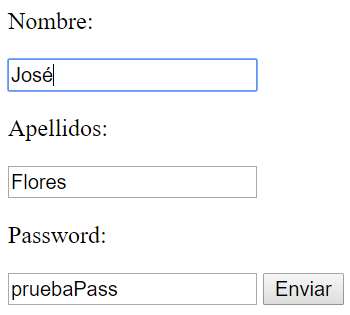 Nombre:
José
Apellidos:
Flores
Password:
pruebaPass Enviar